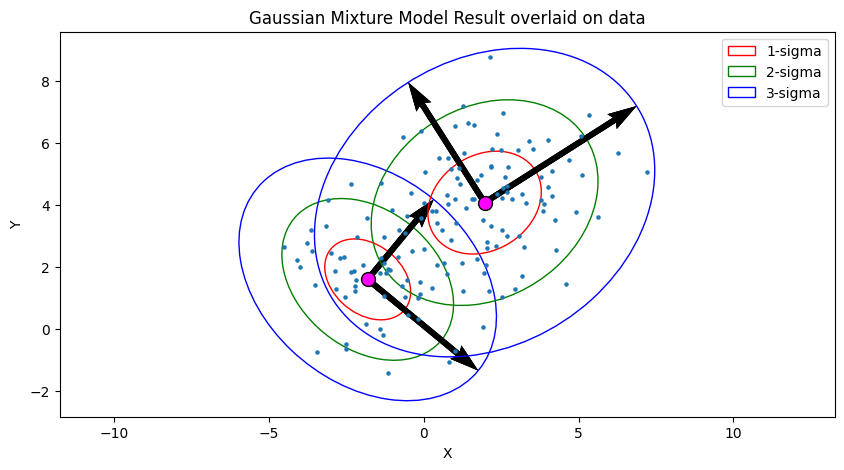 Gaussian Mixture Model Result overlaid on data
1-sigma
2-sigma
3-sigma
8
6
4
2
0
−2
Y
−10
−5
0
5
10
X